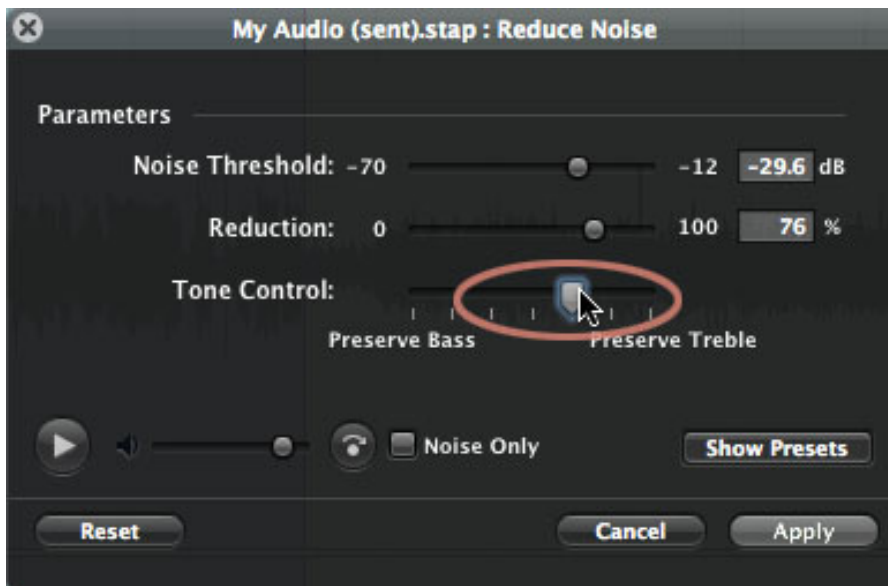 My Audio (sent).stap : Reduce Noise
Parameters
Noise Threshold: -70 -12 -29.6 dB
Reduction: 0 100 76 %
Tone Control:
Preserve Bass Preserve Treble
Noise Only Show Presets
Reset Cancel Apply